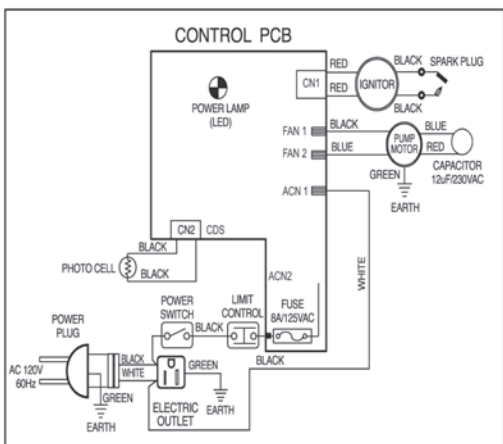 CONTROL PCB
POWER LAMP
(LED)
CN1
RED
RED
IGNITOR
BLACK
BLACK
SPARK PLUG
FAN 1
BLACK
FAN 2
BLUE
PUMP
MOTOR
BLUE
RED
CAPACITOR
12uF/230VAC
GREEN
EARTH
ACN 1
WHITE
CN2
CDS
BLACK
BLACK
PHOTO CELL
ACN2
POWER
SWITCH
BLACK
LIMIT
CONTROL
FUSE
8A/125VAC
BLACK
POWER
PLUG
AC 120V
60Hz
BLACK
WHITE
GREEN
EARTH
GREEN
EARTH
ELECTRIC
OUTLET